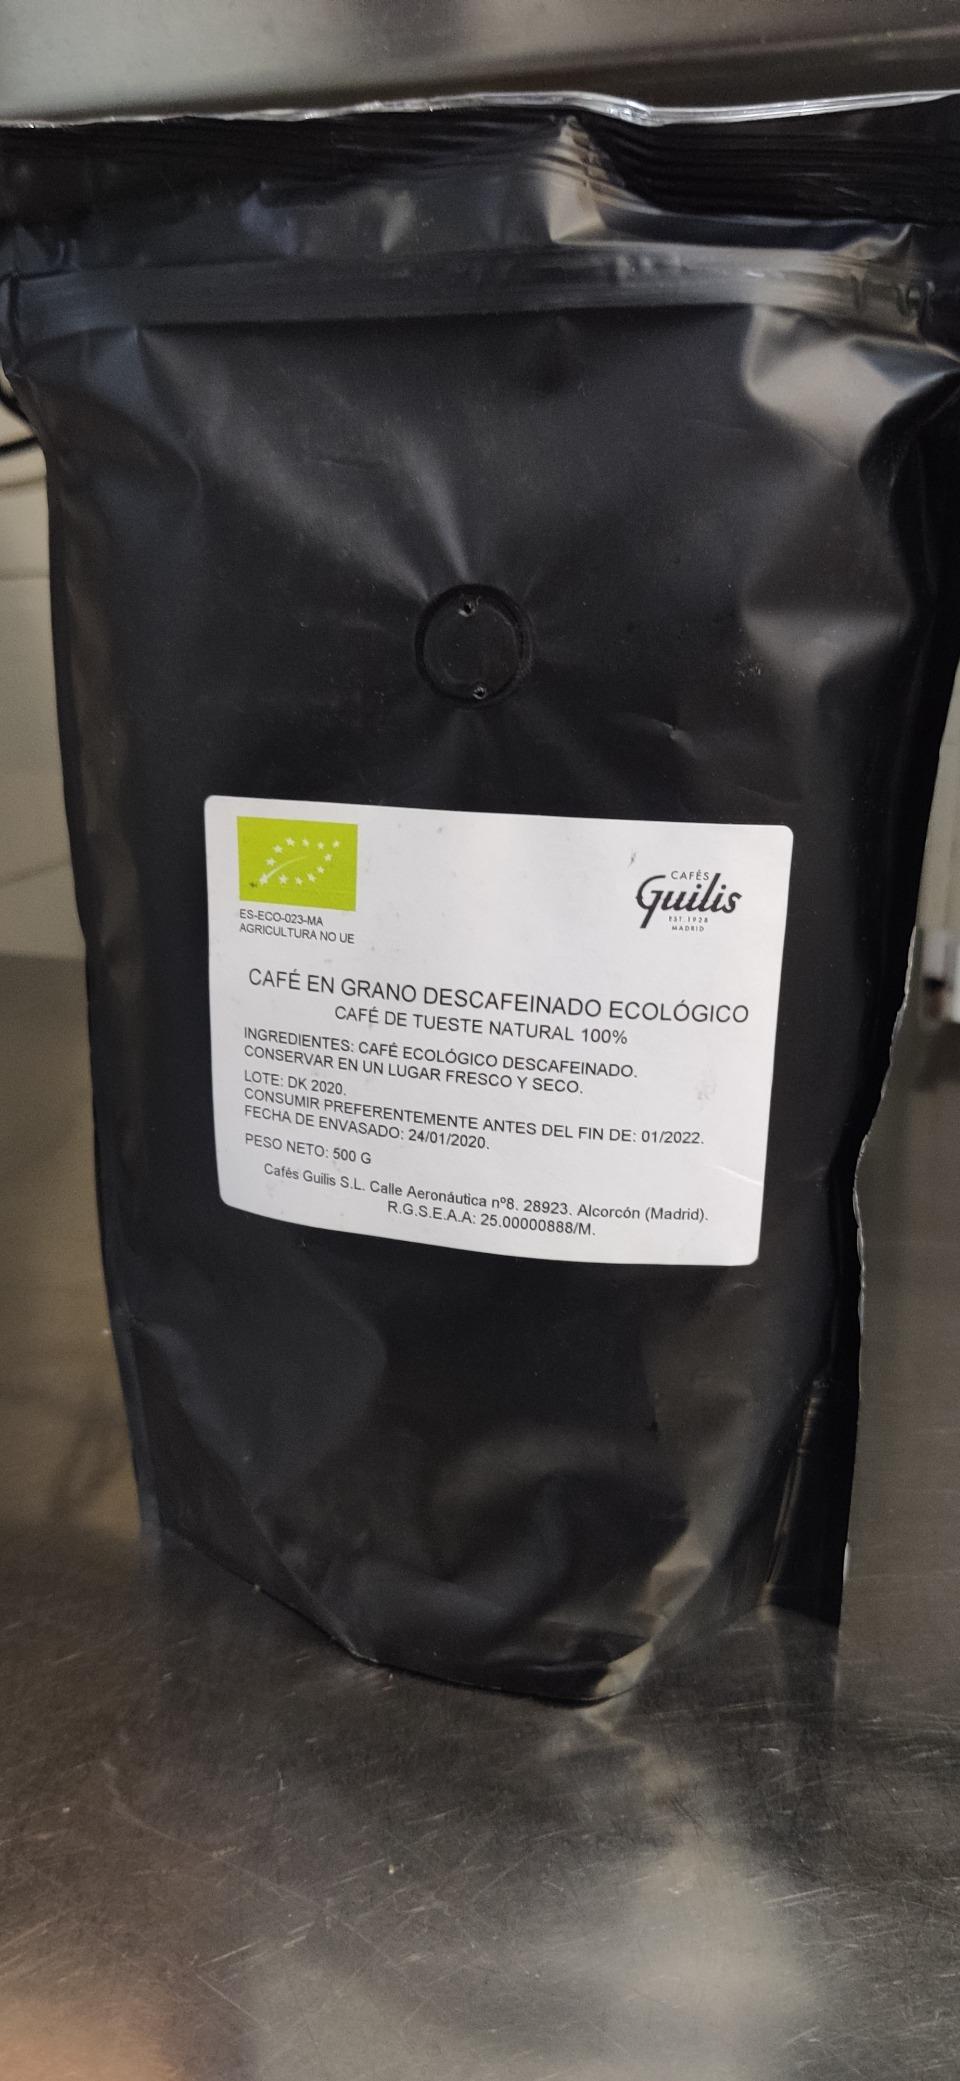 ES-ECO-023-MA
AGRICULTURA NO UE
CAFÉS
Guilis
EST. 1928
MADRID
CAFÉ EN GRANO DESCAFEINADO ECOLÓGICO
CAFÉ DE TUESTE NATURAL 100%
INGREDIENTES: CAFÉ ECOLÓGICO DESCAFEINADO.
CONSERVAR EN UN LUGAR FRESCO Y SECO.
LOTE: DK 2020.
CONSUMIR PREFERENTEMENTE ANTES DEL FIN DE: 01/2022.
FECHA DE ENVASADO: 24/01/2020.
PESO NETO: 500 G
Cafés Guilis S.L. Calle Aeronáutica nº8. 28923. Alcorcón (Madrid).
R.G.S.E.A.A: 25.00000888/M.